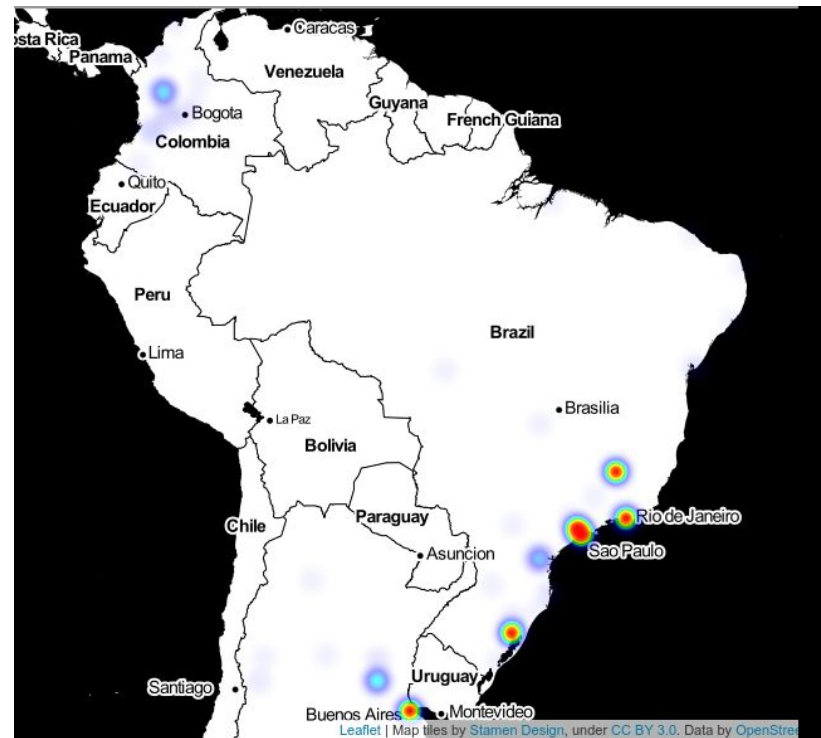 Caracas
osta Rica
Panama
Venezuela
Guyana
Bogota
French Guiana
Colombia
Quito
Ecuador
Peru
Brazil
Lima
Brasilia
La Paz
Bolivia
Paraguay
Rio de Janeiro
Chile
Asuncion
Sao Paulo
Uruguay
Santiago
Buenos Aires
Montevideo
Leaflet | Map tiles by Stamen Design, under CC BY 3.0. Data by OpenStree